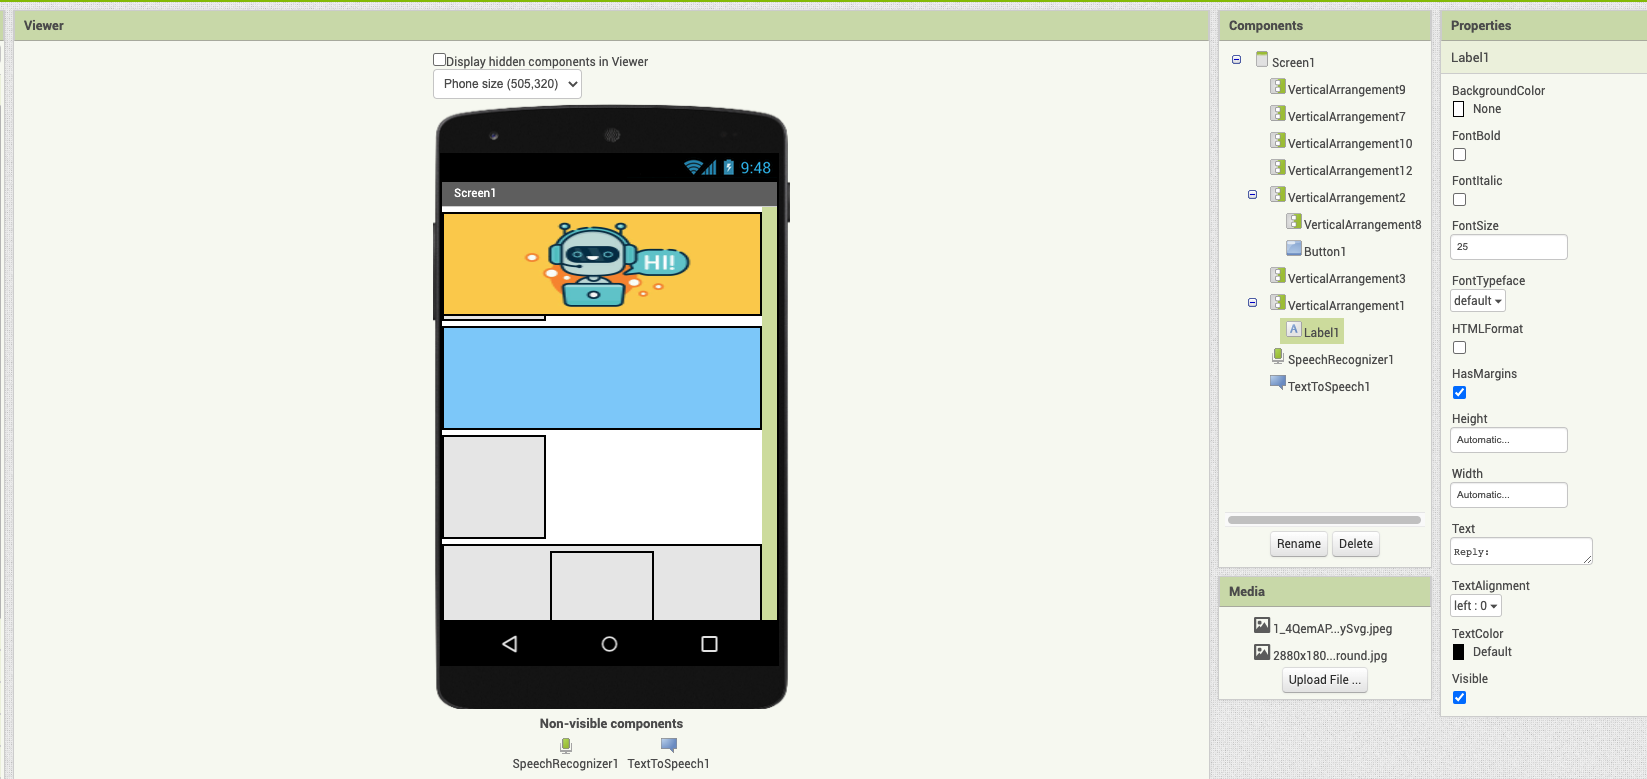 Viewer
Display hidden components in Viewer
Phone size (505,320)
9:48
Screen1
HI!
Non-visible components
SpeechRecognizer1
TextToSpeech1
Components
Screen1
VerticalArrangement9
VerticalArrangement7
VerticalArrangement10
VerticalArrangement12
VerticalArrangement2
VerticalArrangement8
Button1
VerticalArrangement3
VerticalArrangement1
A Label1
SpeechRecognizer1
TextToSpeech1
Rename Delete
Media
1_4QemAP...ySvg.jpeg
2880x180...round.jpg
Upload File ...
Properties
Label1
BackgroundColor
None
FontBold
FontItalic
FontSize
25
FontTypeface
default
HTMLFormat
HasMargins
Height
Automatic...
Width
Automatic...
Text
Reply:
TextAlignment
left : 0
TextColor
Default
Visible